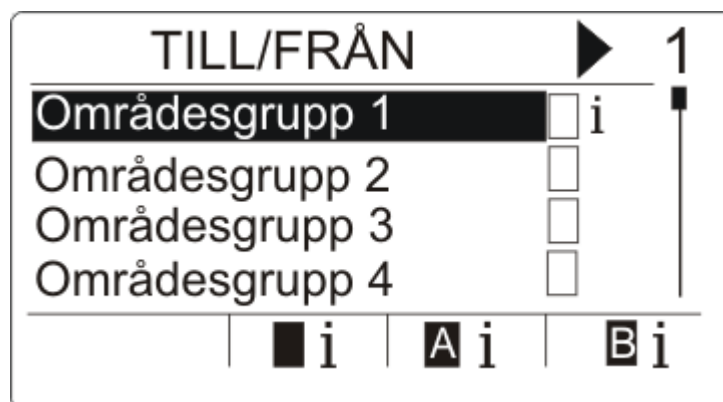 TILL/FRÅN 1
Områdesgrupp 1 i
Områdesgrupp 2
Områdesgrupp 3
Områdesgrupp 4
i A i B i